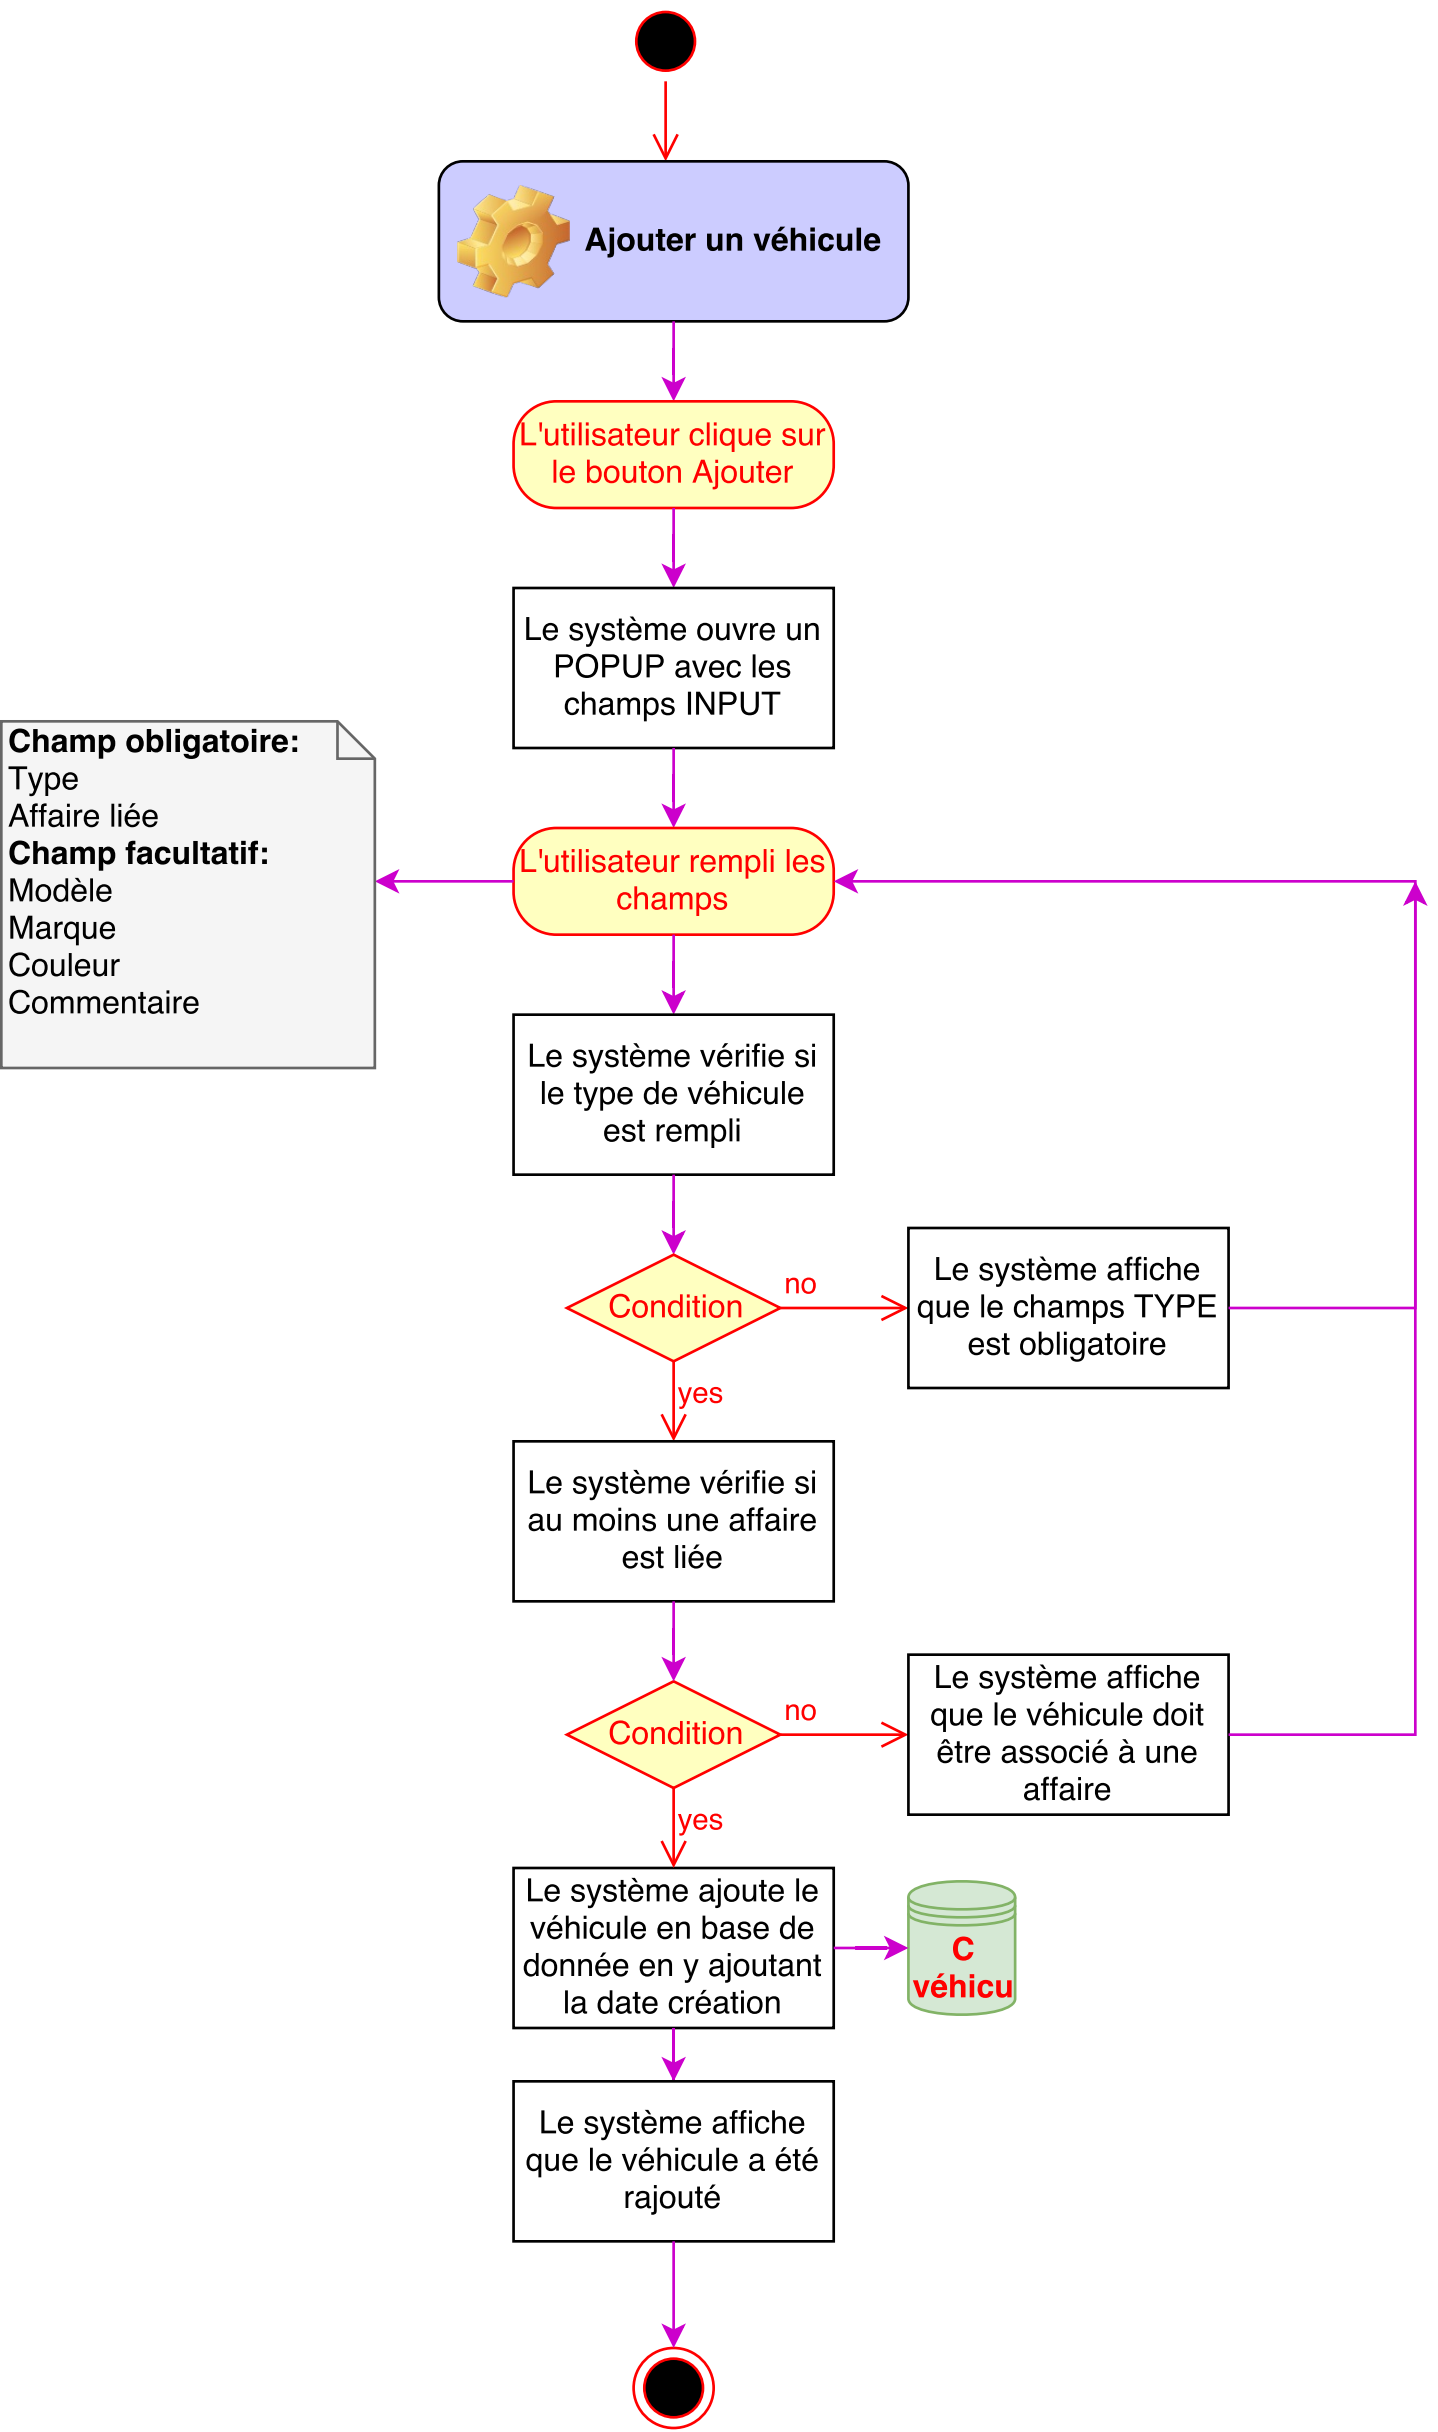 Ajouter un véhicule
L'utilisateur clique sur
le bouton Ajouter
Le système ouvre un
POPUP avec les
champs INPUT
Champ obligatoire:
Type
Affaire liée
Champ facultatif:
Modèle
Marque
Couleur
Commentaire
L'utilisateur rempli les
champs
Le système vérifie si
le type de véhicule
est rempli
Condition
no
Le système affiche
que le champs TYPE
est obligatoire
yes
Le système vérifie si
au moins une affaire
est liée
Condition
no
Le système affiche
que le véhicule doit
être associé à une
affaire
yes
Le système ajoute le
véhicule en base de
donnée en y ajoutant
la date création
C
véhicu
Le système affiche
que le véhicule a été
rajouté